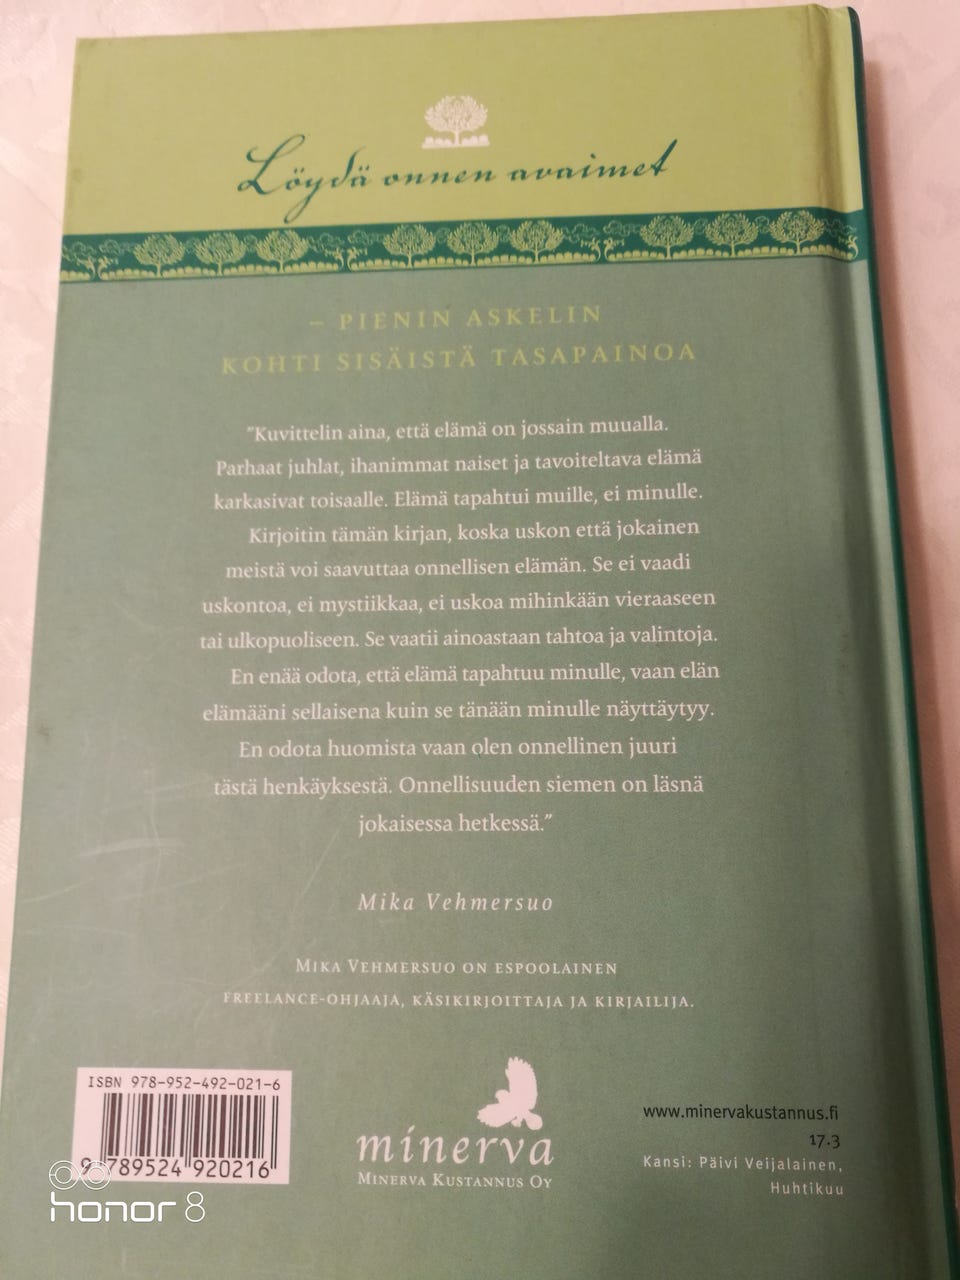 Löydä onnen avaimet
– PIENIN ASKELIN
KOHTI SISÄISTÄ TASAPAINOA
”Kuvittelin aina, että elämä on jossain muualla.
Parhaat juhlat, ihanimmat naiset ja tavoiteltava elämä
karkasivat toisaalle. Elämä tapahtui muille, ei minulle.
Kirjoitin tämän kirjan, koska uskon että jokainen
meistä voi saavuttaa onnellisen elämän. Se ei vaadi
uskontoa, ei mystiikkaa, ei uskoa mihinkään vieraaseen
tai ulkopuoliseen. Se vaatii ainoastaan tahtoa ja valintoja.
En enää odota, että elämä tapahtuu minulle, vaan elän
elämääni sellaisena kuin se tänään minulle näyttäytyy.
En odota huomista vaan olen onnellinen juuri
tästä henkäyksestä. Onnellisuuden siemen on läsnä
jokaisessa hetkessä.”
Mika Vehmersuo
MIKA VEHMERSUO ON ESPOOLAINEN
FREELANCE-OHJAAJA, KÄSIKIRJOITTAJA JA KIRJAILIJA.
ISBN 978-952-492-021-6
9 789524 920216
minerva
MINERVA KUSTANNUS OY
www.minervakustannus.fi
17.3
Kansi: Päivi Veijalainen,
Huhtikuu
honor 8